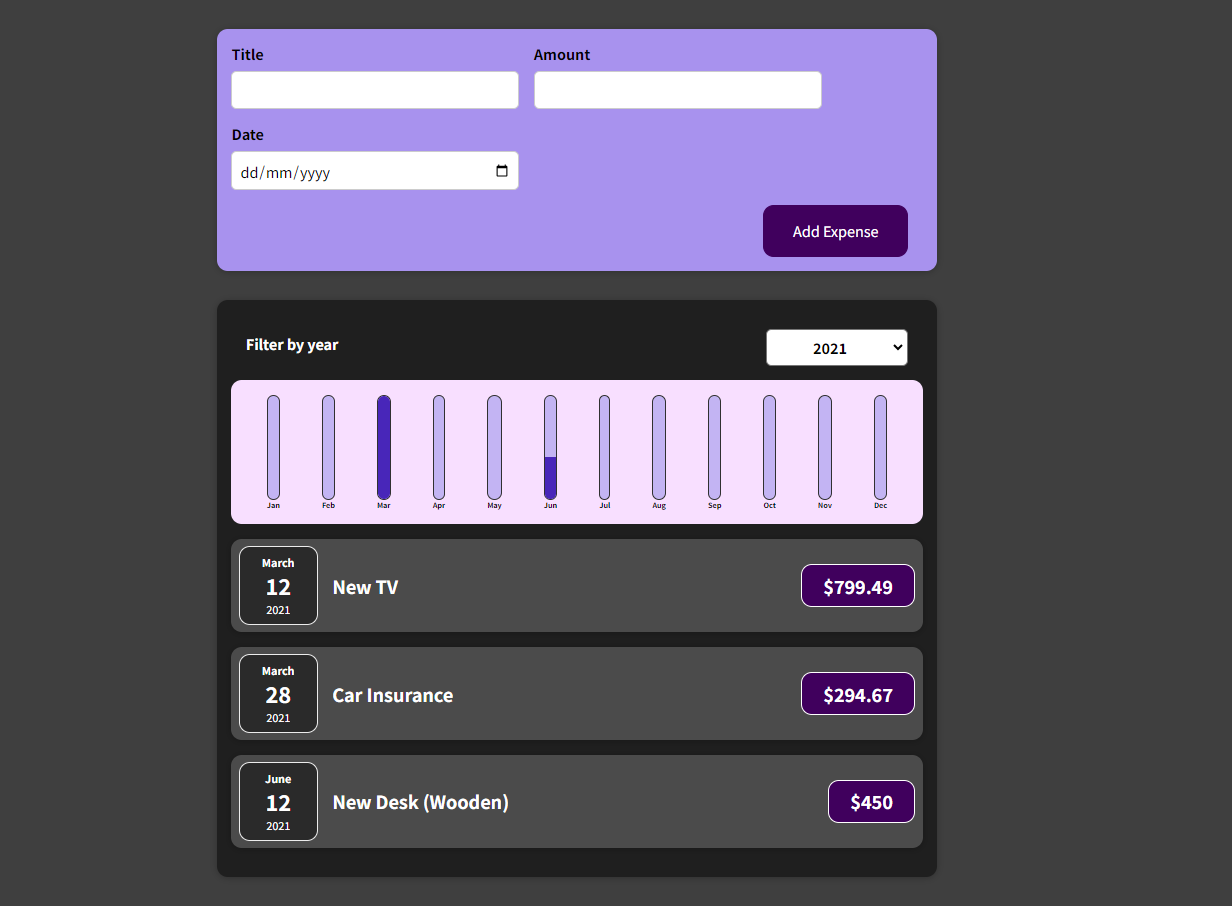 Title Amount
Date
dd/mm/yyyy
Add Expense
Filter by year
2021
Jan Feb Mar Apr May Jun Jul Aug Sep Oct Nov Dec
March
12
2021
New TV
$799.49
March
28
2021
Car Insurance
$294.67
June
12
2021
New Desk (Wooden)
$450